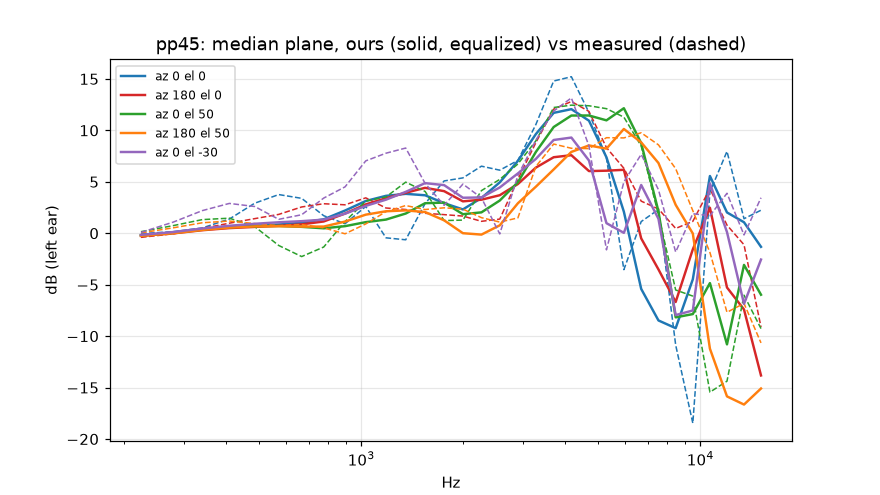 pp45: median plane, ours (solid, equalized) vs measured (dashed)
az 0 el 0
az 180 el 0
az 0 el 50
az 180 el 50
az 0 el -30
15
10
5
0
−5
−10
−15
−20
dB (left ear)
10³
10⁴
Hz